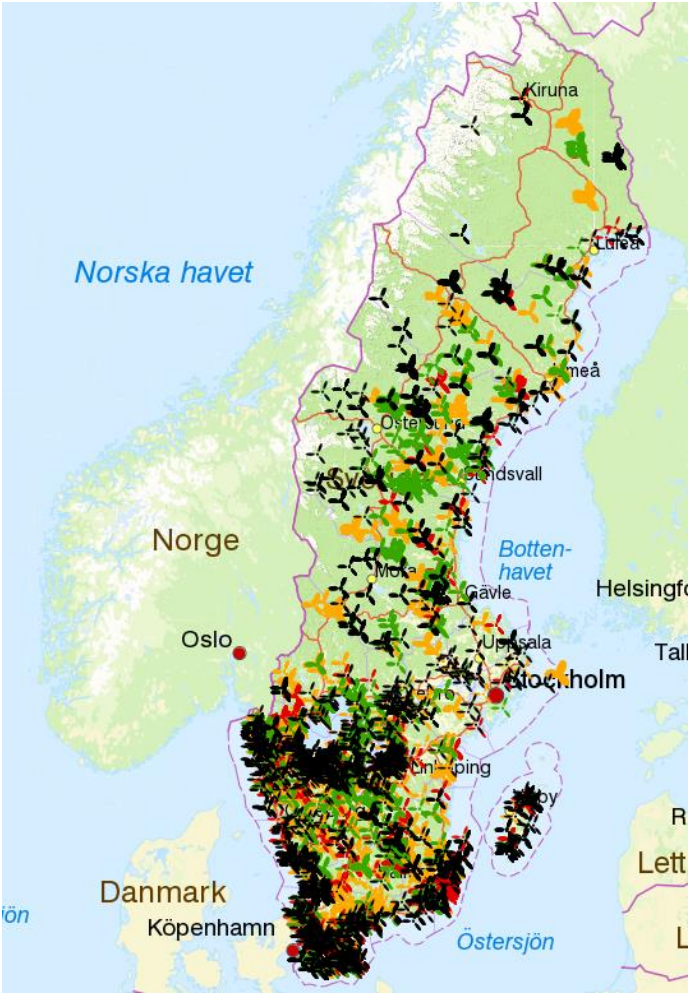 Kiruna
Luleå
Norska havet
Umeå
Sundsvall
Norge
Botten-
havet
Mora
Gävle
Helsingfo
Oslo
Uppsala
Tall
Stockholm
R
Lett
Danmark
jön
Köpenhamn
Östersjön
L